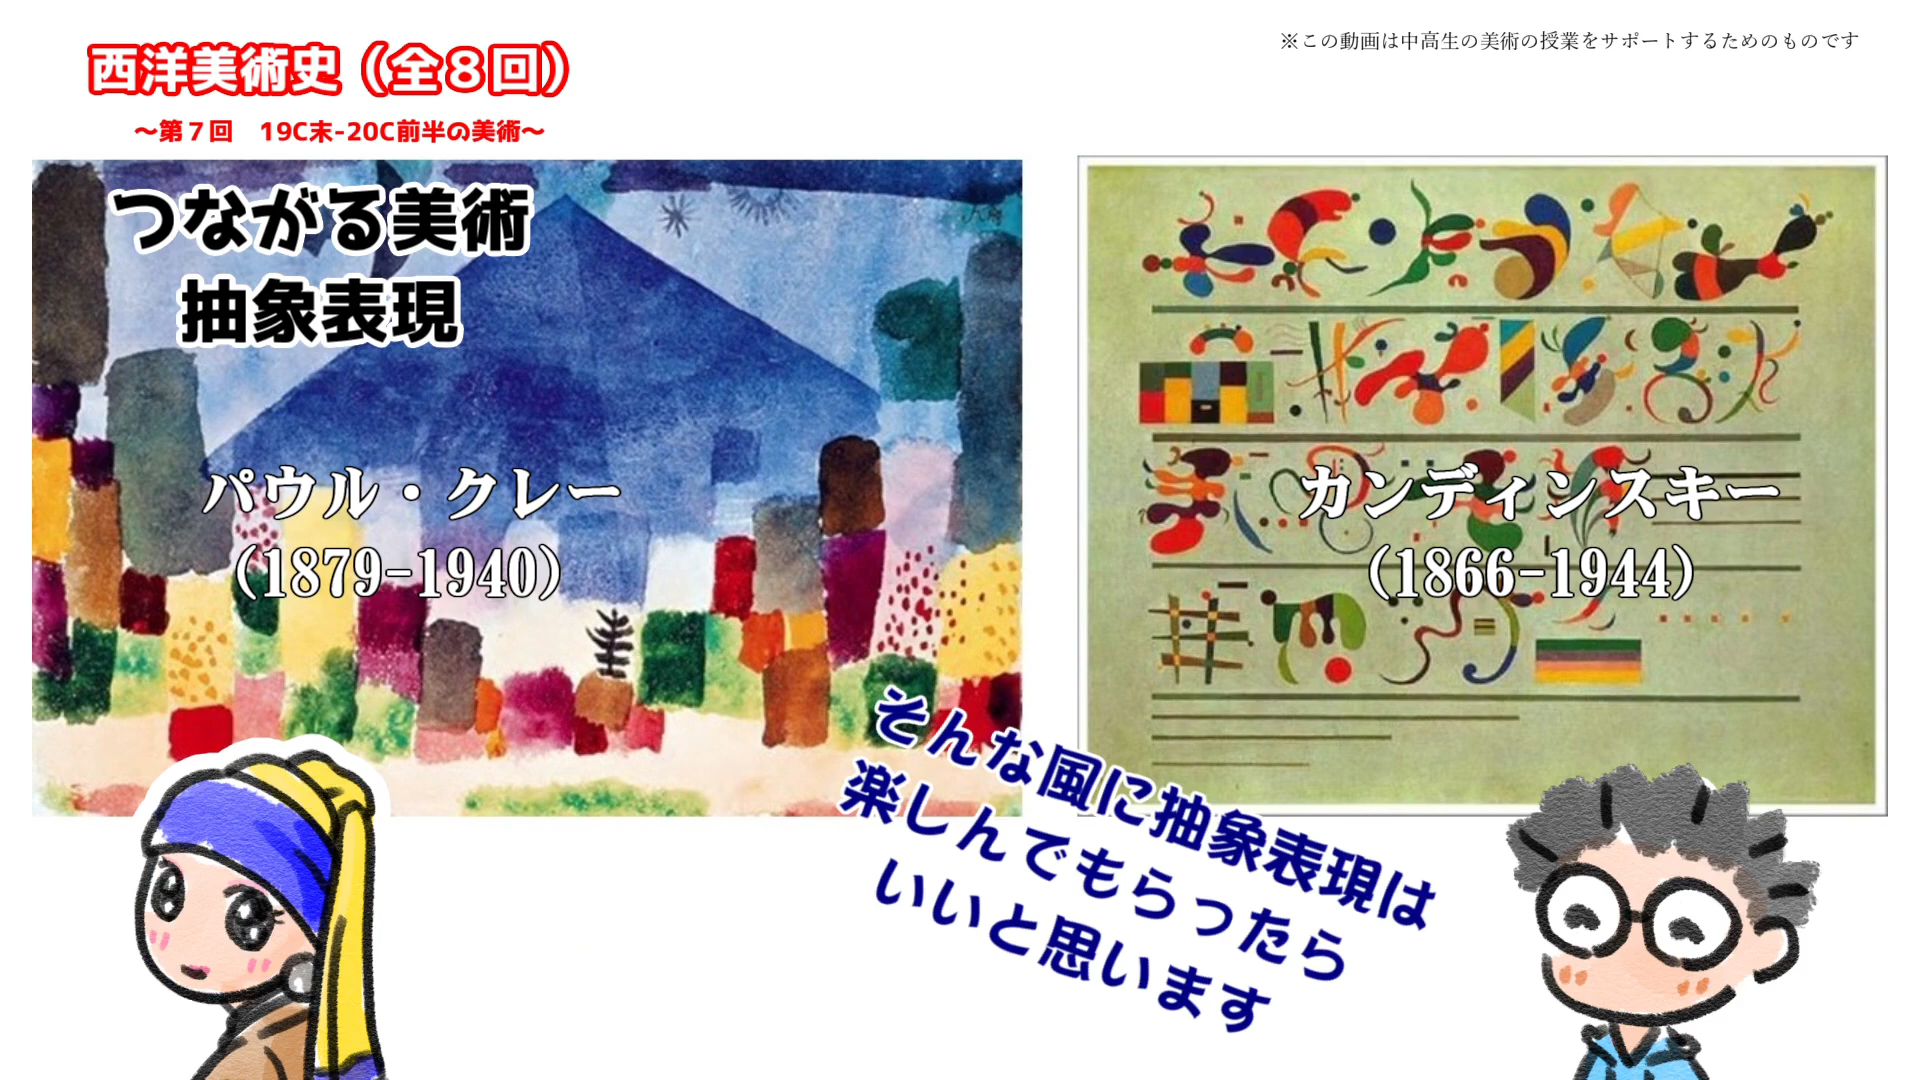 西洋美術史（全８回）
～第７回　19C末-20C前半の美術～
※この動画は中高生の美術の授業をサポートするためのものです
つながる美術
抽象表現
パウル・クレー
（1879-1940）
カンディンスキー
（1866-1944）
そんな風に抽象表現は
楽しんでもらったら
いいと思います